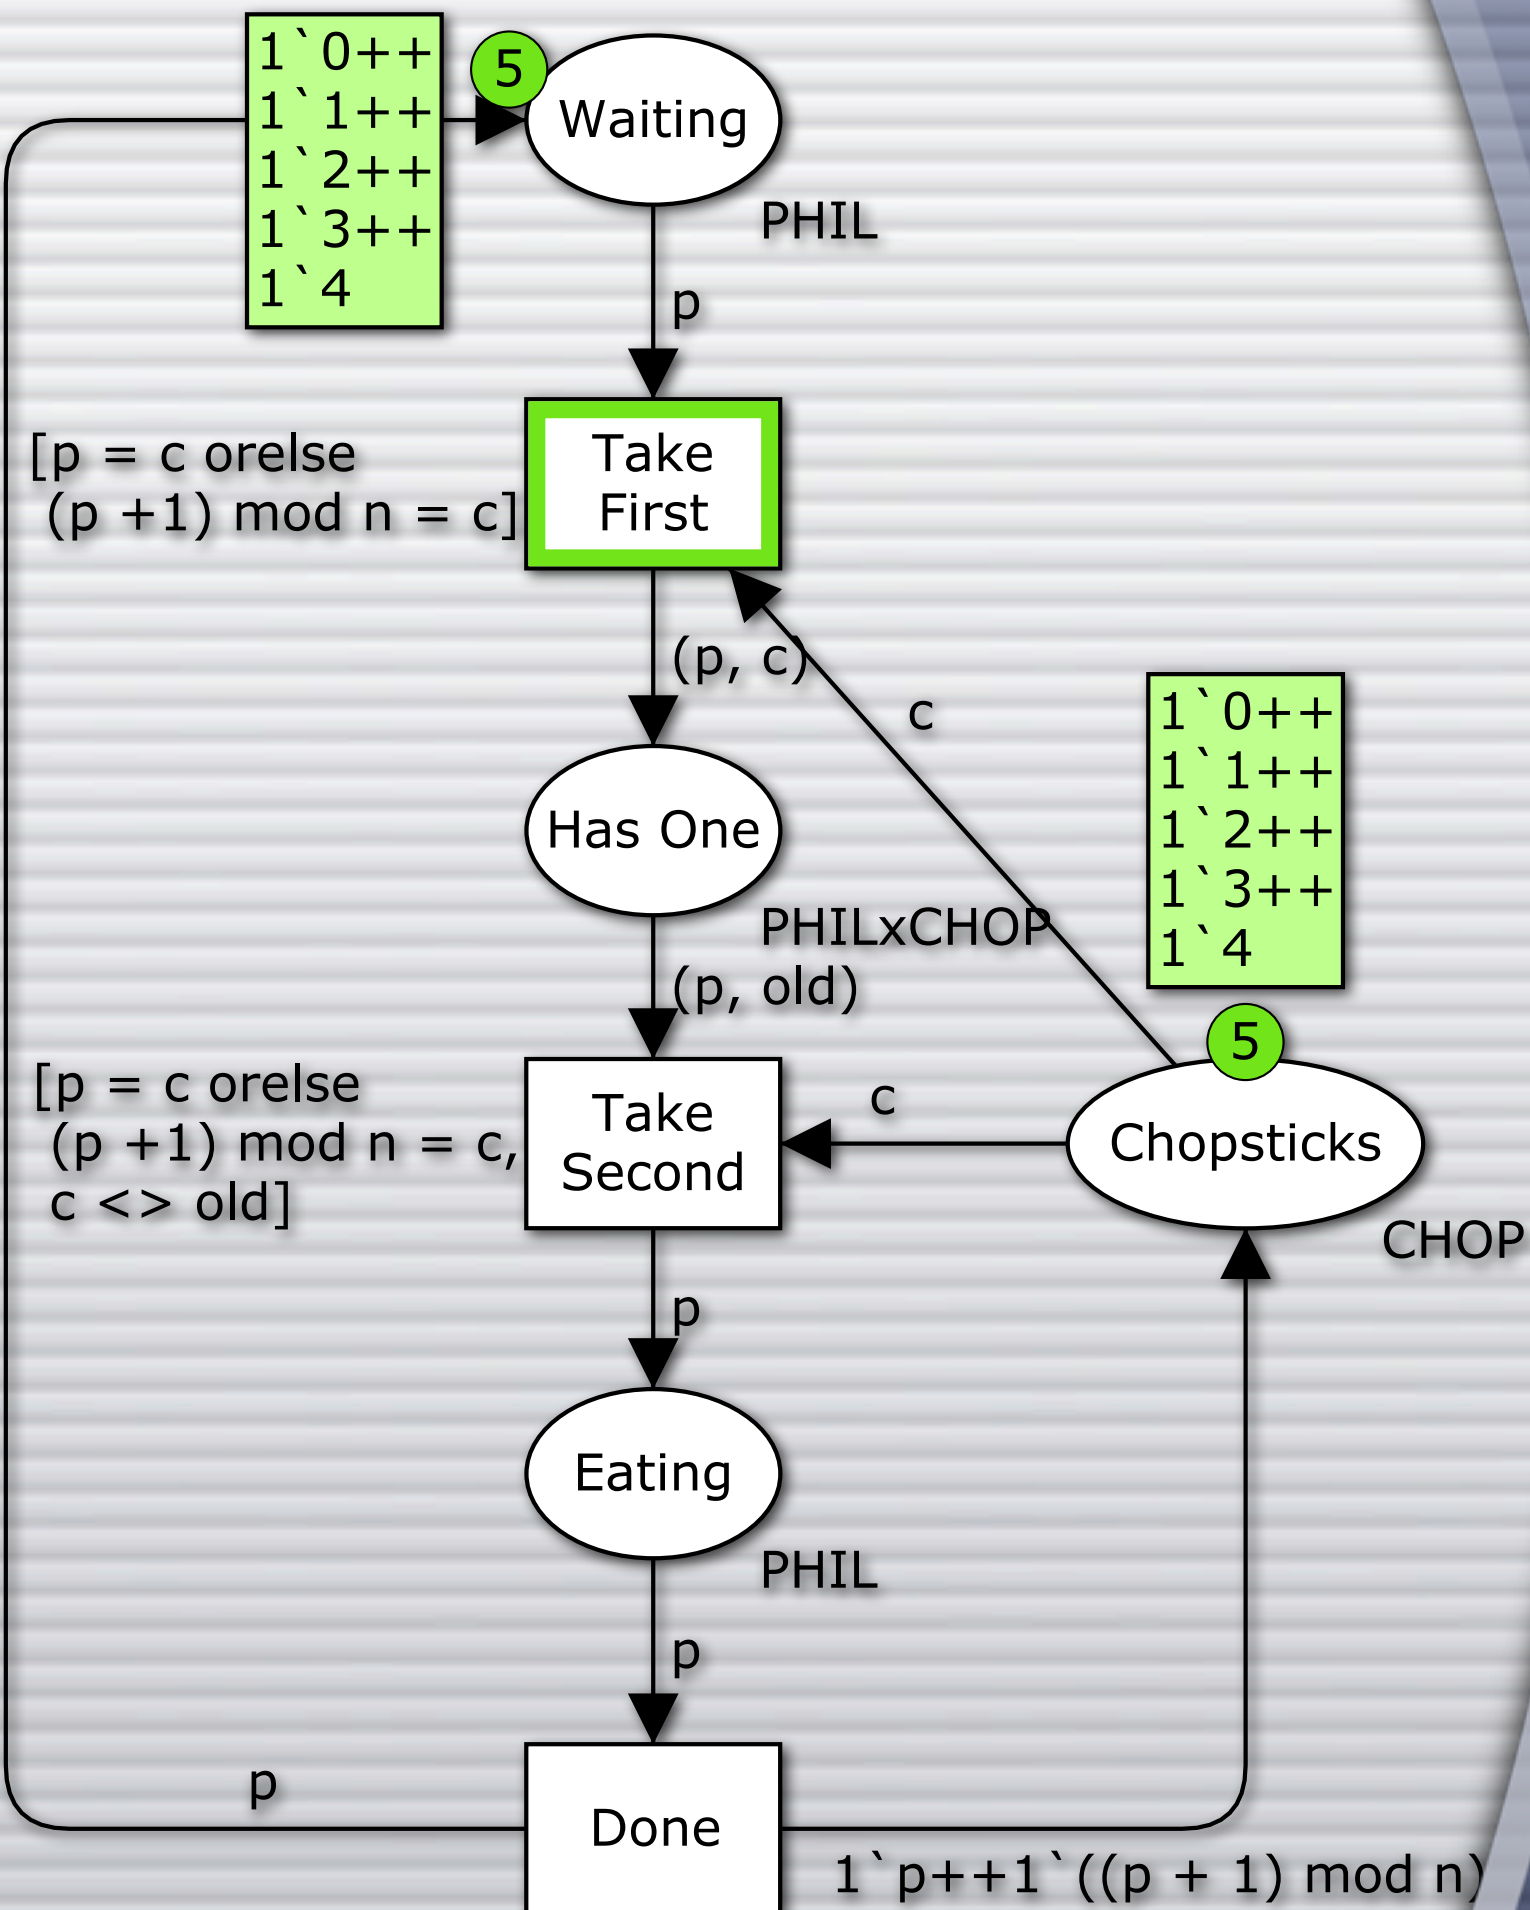 1`0++
1`1++
1`2++
1`3++
1`4
5
Waiting
PHIL
p
[p = c orelse
(p +1) mod n = c]
Take
First
(p, c)
c
1`0++
1`1++
1`2++
1`3++
1`4
Has One
PHILxCHOP
(p, old)
5
[p = c orelse
(p +1) mod n = c,
c <> old]
Take
Second
c
Chopsticks
CHOP
p
Eating
PHIL
p
p
Done
1`p++1`((p + 1) mod n)